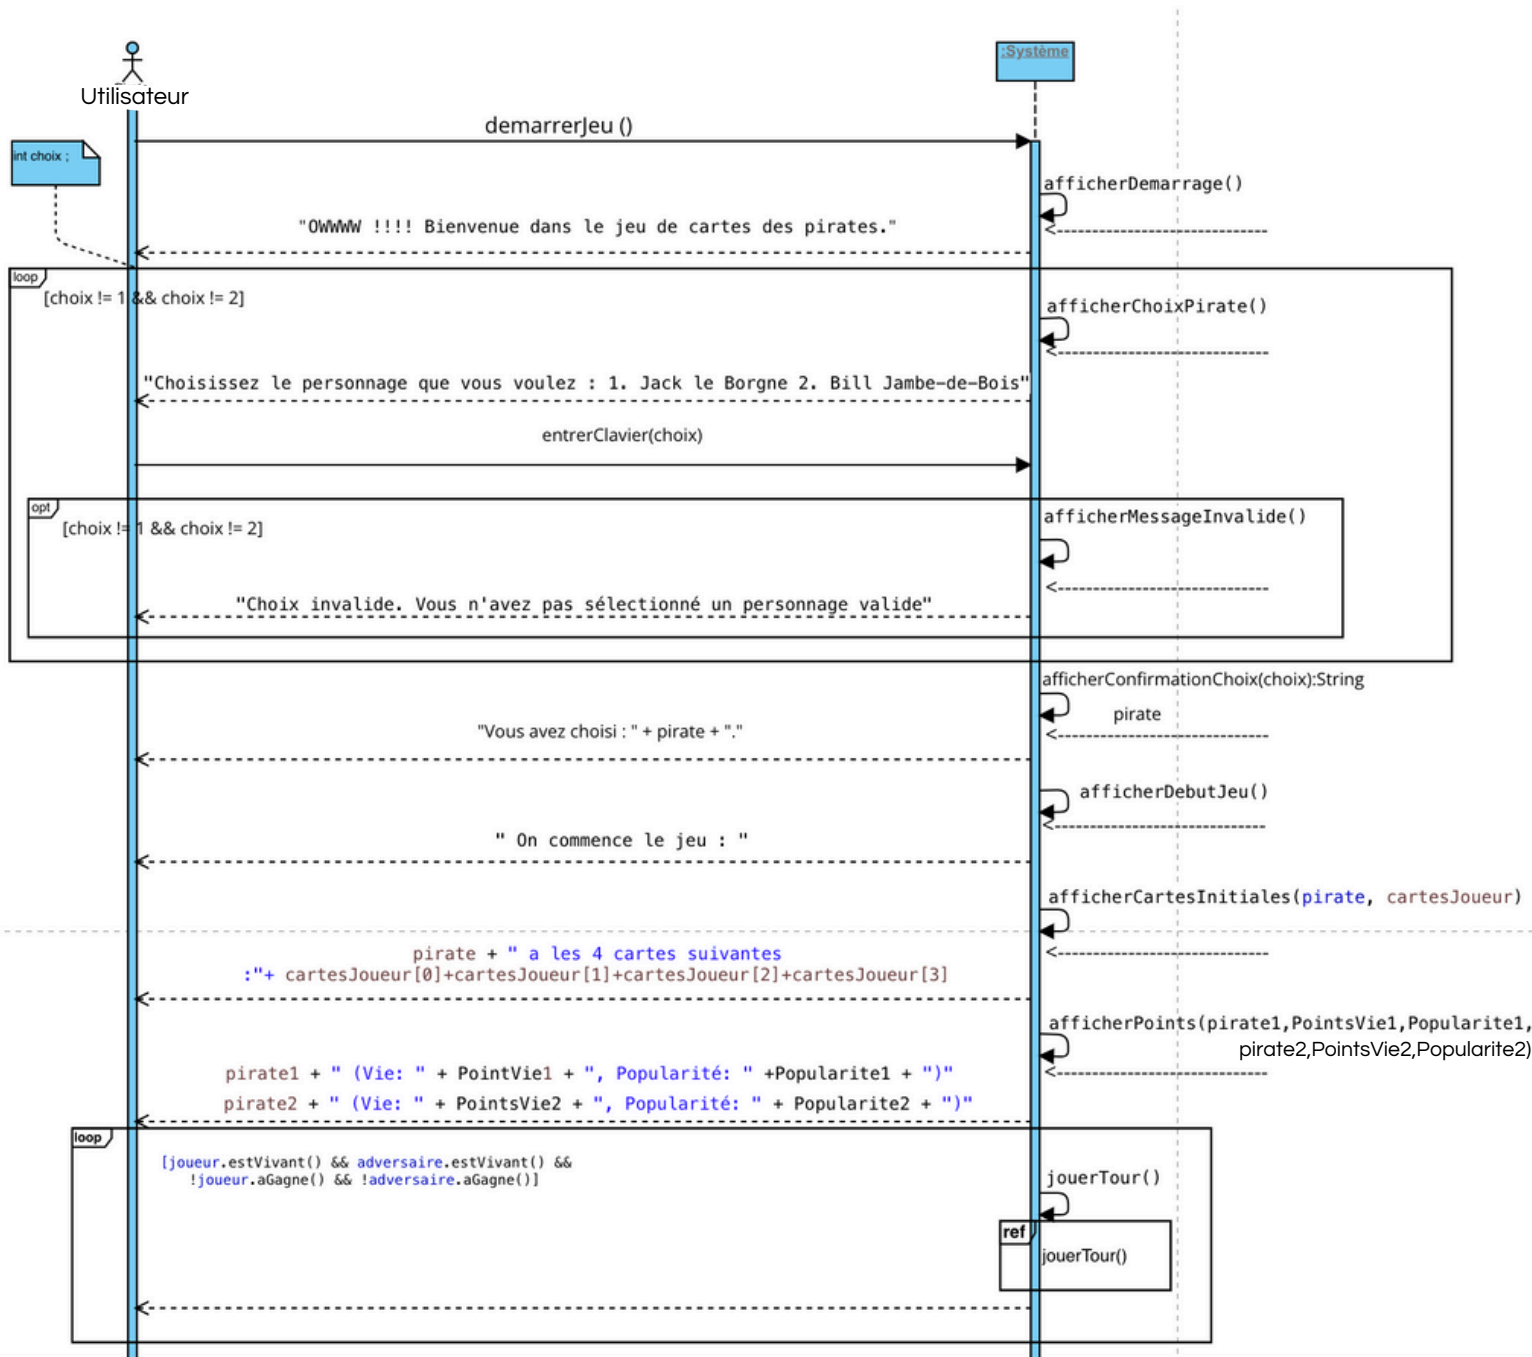 :Système
Utilisateur
demarrerJeu ()
int choix ;
afficherDemarrage()
"OWWWW !!!! Bienvenue dans le jeu de cartes des pirates."
loop
[choix != 1 && choix != 2]
afficherChoixPirate()
"Choisissez le personnage que vous voulez : 1. Jack le Borgne 2. Bill Jambe-de-Bois"
entrerClavier(choix)
opt
[choix != 1 && choix != 2]
afficherMessageInvalide()
"Choix invalide. Vous n'avez pas sélectionné un personnage valide"
afficherConfirmationChoix(choix):String
pirate
"Vous avez choisi : " + pirate + "."
afficherDebutJeu()
" On commence le jeu : "
afficherCartesInitiales(pirate, cartesJoueur)
pirate + " a les 4 cartes suivantes
:"+ cartesJoueur[0]+cartesJoueur[1]+cartesJoueur[2]+cartesJoueur[3]
afficherPoints(pirate1,PointsVie1,Popularite1,
pirate2,PointsVie2,Popularite2)
pirate1 + " (Vie: " + PointVie1 + ", Popularité: " +Popularite1 + ")"
pirate2 + " (Vie: " + PointsVie2 + ", Popularité: " + Popularite2 + ")"
loop
[joueur.estVivant() && adversaire.estVivant() &&
!joueur.aGagne() && !adversaire.aGagne()]
jouerTour()
ref
jouerTour()